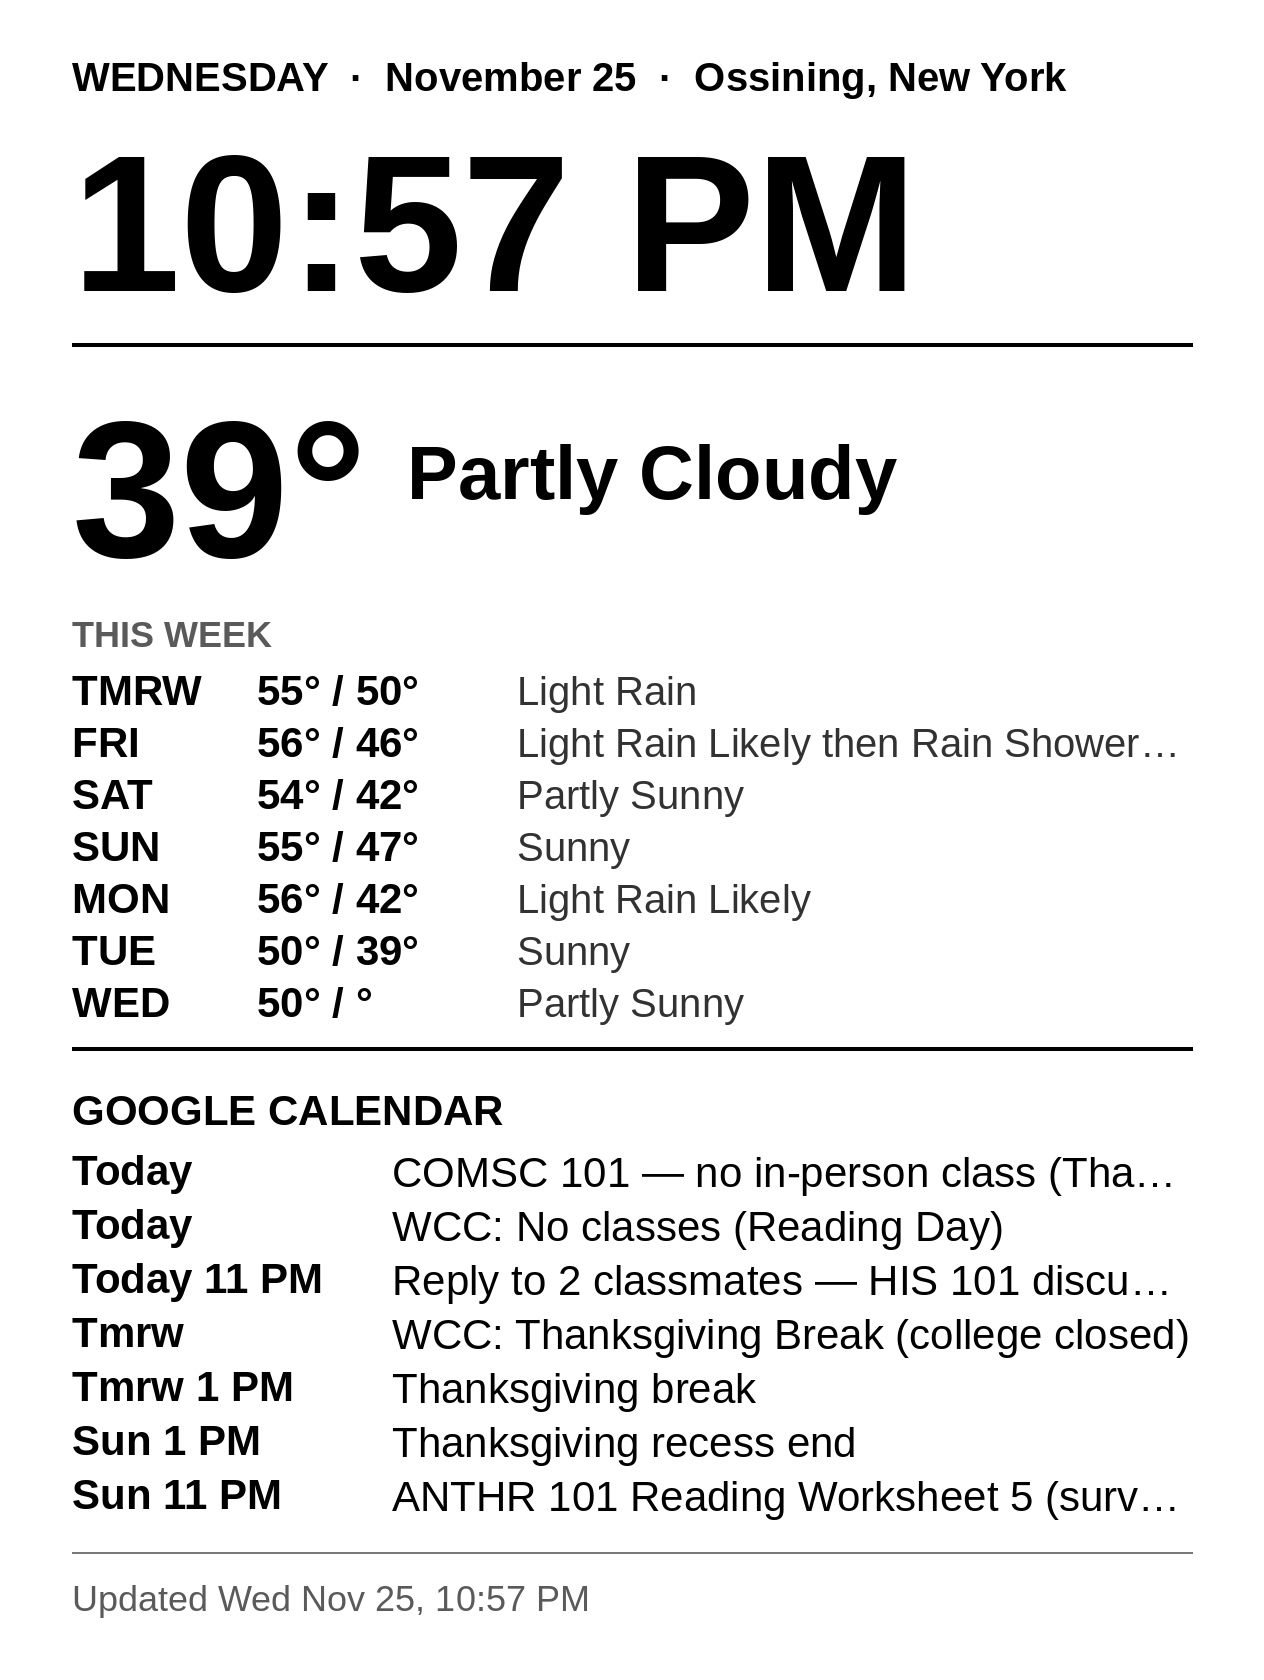 WEDNESDAY · November 25 · Ossining, New York
10:57 PM
39° Partly Cloudy
THIS WEEK
TMRW 55° / 50° Light Rain
FRI 56° / 46° Light Rain Likely then Rain Shower…
SAT 54° / 42° Partly Sunny
SUN 55° / 47° Sunny
MON 56° / 42° Light Rain Likely
TUE 50° / 39° Sunny
WED 50° / ° Partly Sunny
GOOGLE CALENDAR
Today COMSC 101 — no in-person class (Tha…
Today WCC: No classes (Reading Day)
Today 11 PM Reply to 2 classmates — HIS 101 discu…
Tmrw WCC: Thanksgiving Break (college closed)
Tmrw 1 PM Thanksgiving break
Sun 1 PM Thanksgiving recess end
Sun 11 PM ANTHR 101 Reading Worksheet 5 (surv…
Updated Wed Nov 25, 10:57 PM